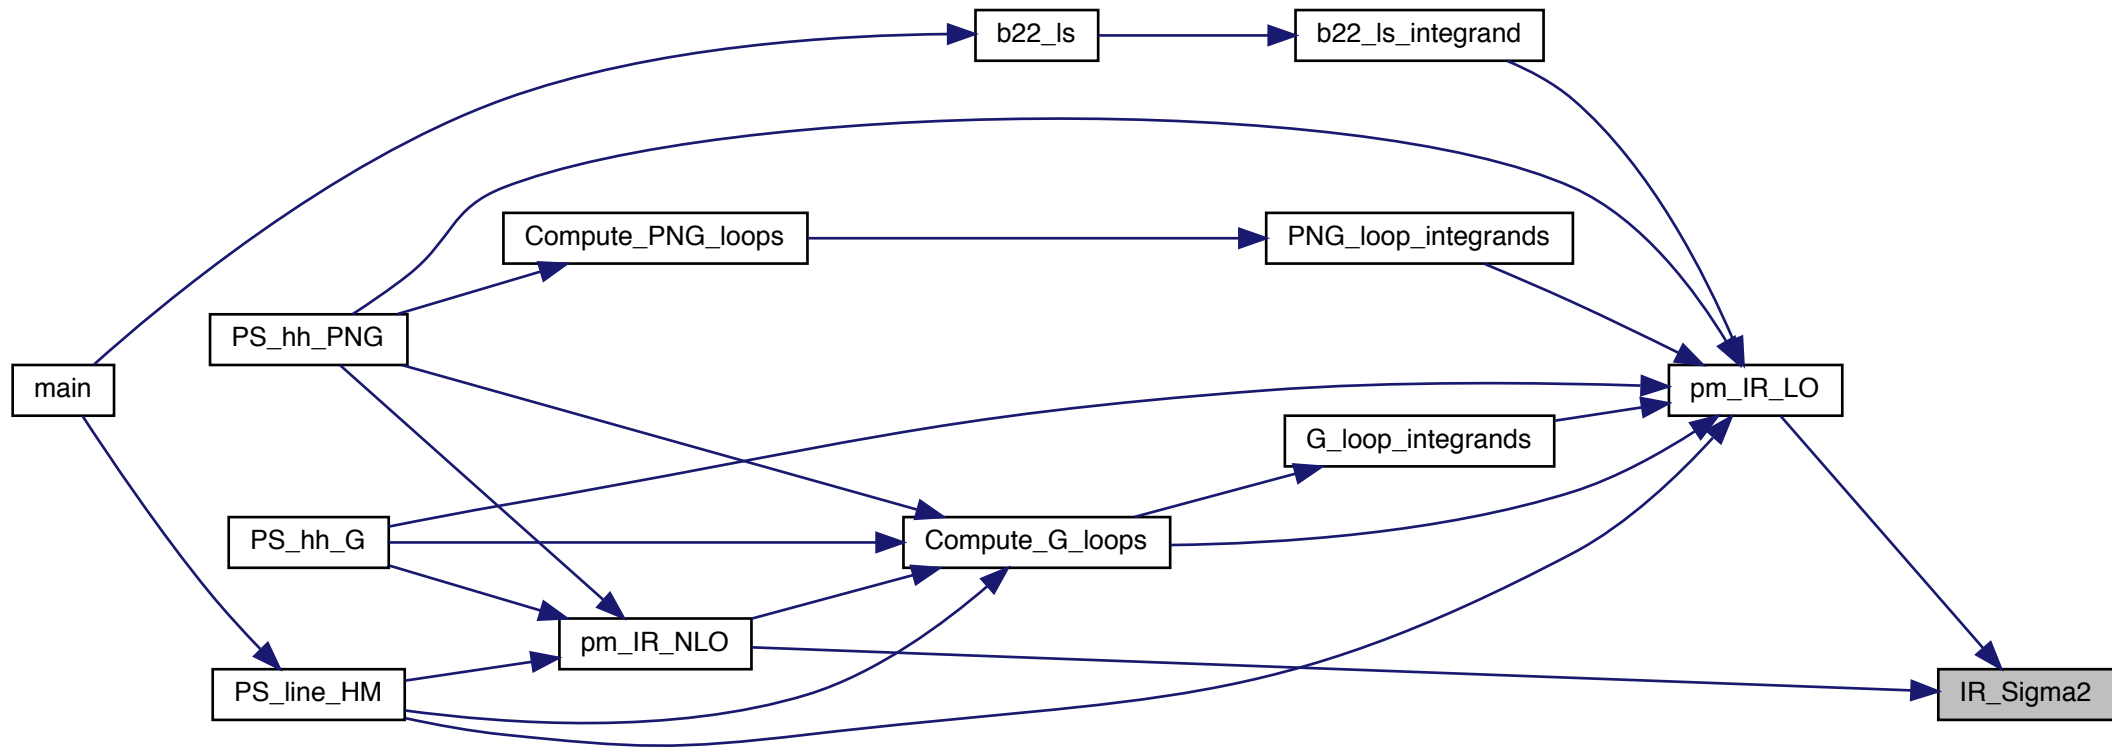 b22_ls
b22_ls_integrand
Compute_PNG_loops
PNG_loop_integrands
PS_hh_PNG
main
pm_IR_LO
G_loop_integrands
PS_hh_G
Compute_G_loops
pm_IR_NLO
PS_line_HM
IR_Sigma2